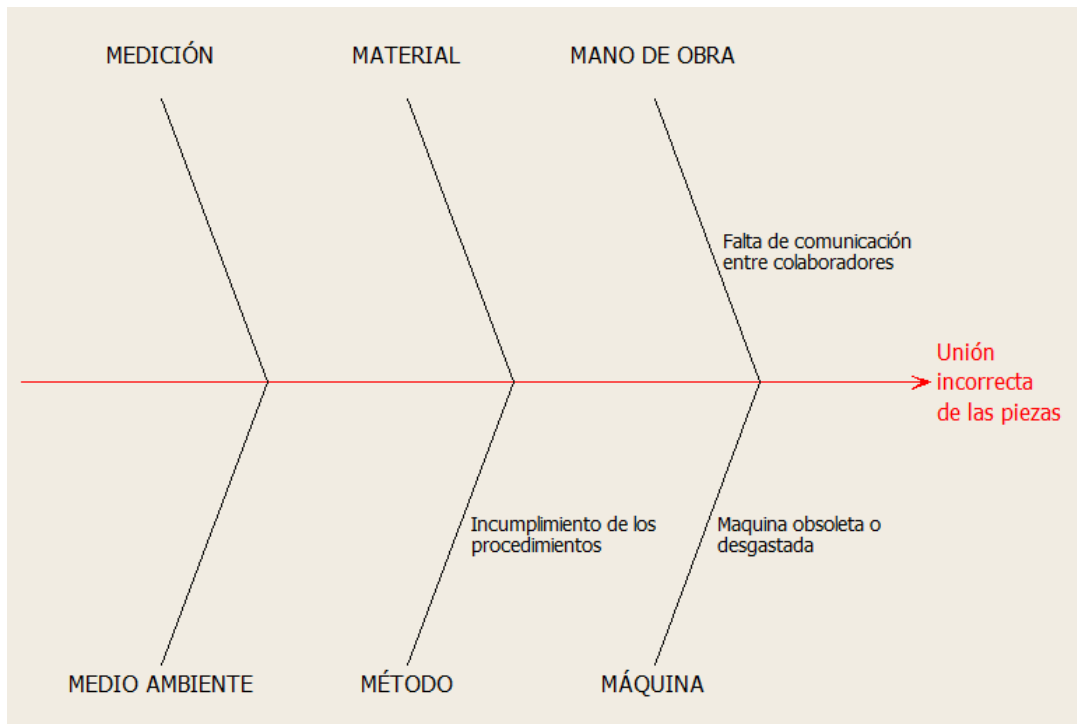 MEDICIÓN
MATERIAL
MANO DE OBRA
Falta de comunicación
entre colaboradores
Unión
incorrecta
de las piezas
Incumplimiento de los
procedimientos
Maquina obsoleta o
desgastada
MEDIO AMBIENTE
MÉTODO
MÁQUINA